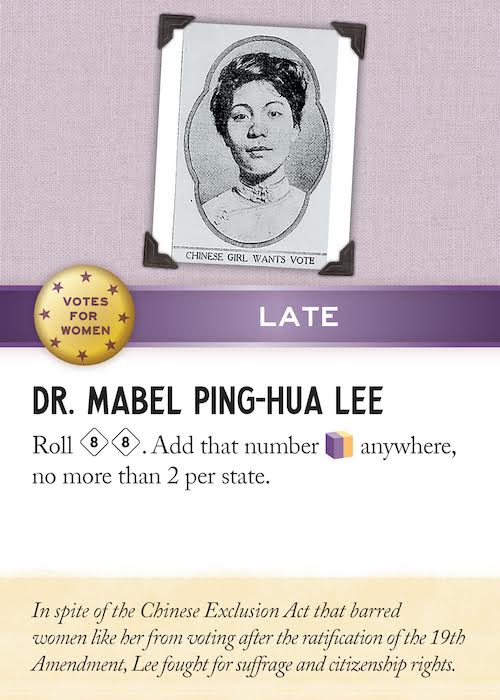 CHINESE GIRL WANTS VOTE
VOTES
FOR
WOMEN
LATE
DR. MABEL PING-HUA LEE
Roll 8 8. Add that number anywhere,
no more than 2 per state.
In spite of the Chinese Exclusion Act that barred
women like her from voting after the ratification of the 19th
Amendment, Lee fought for suffrage and citizenship rights.